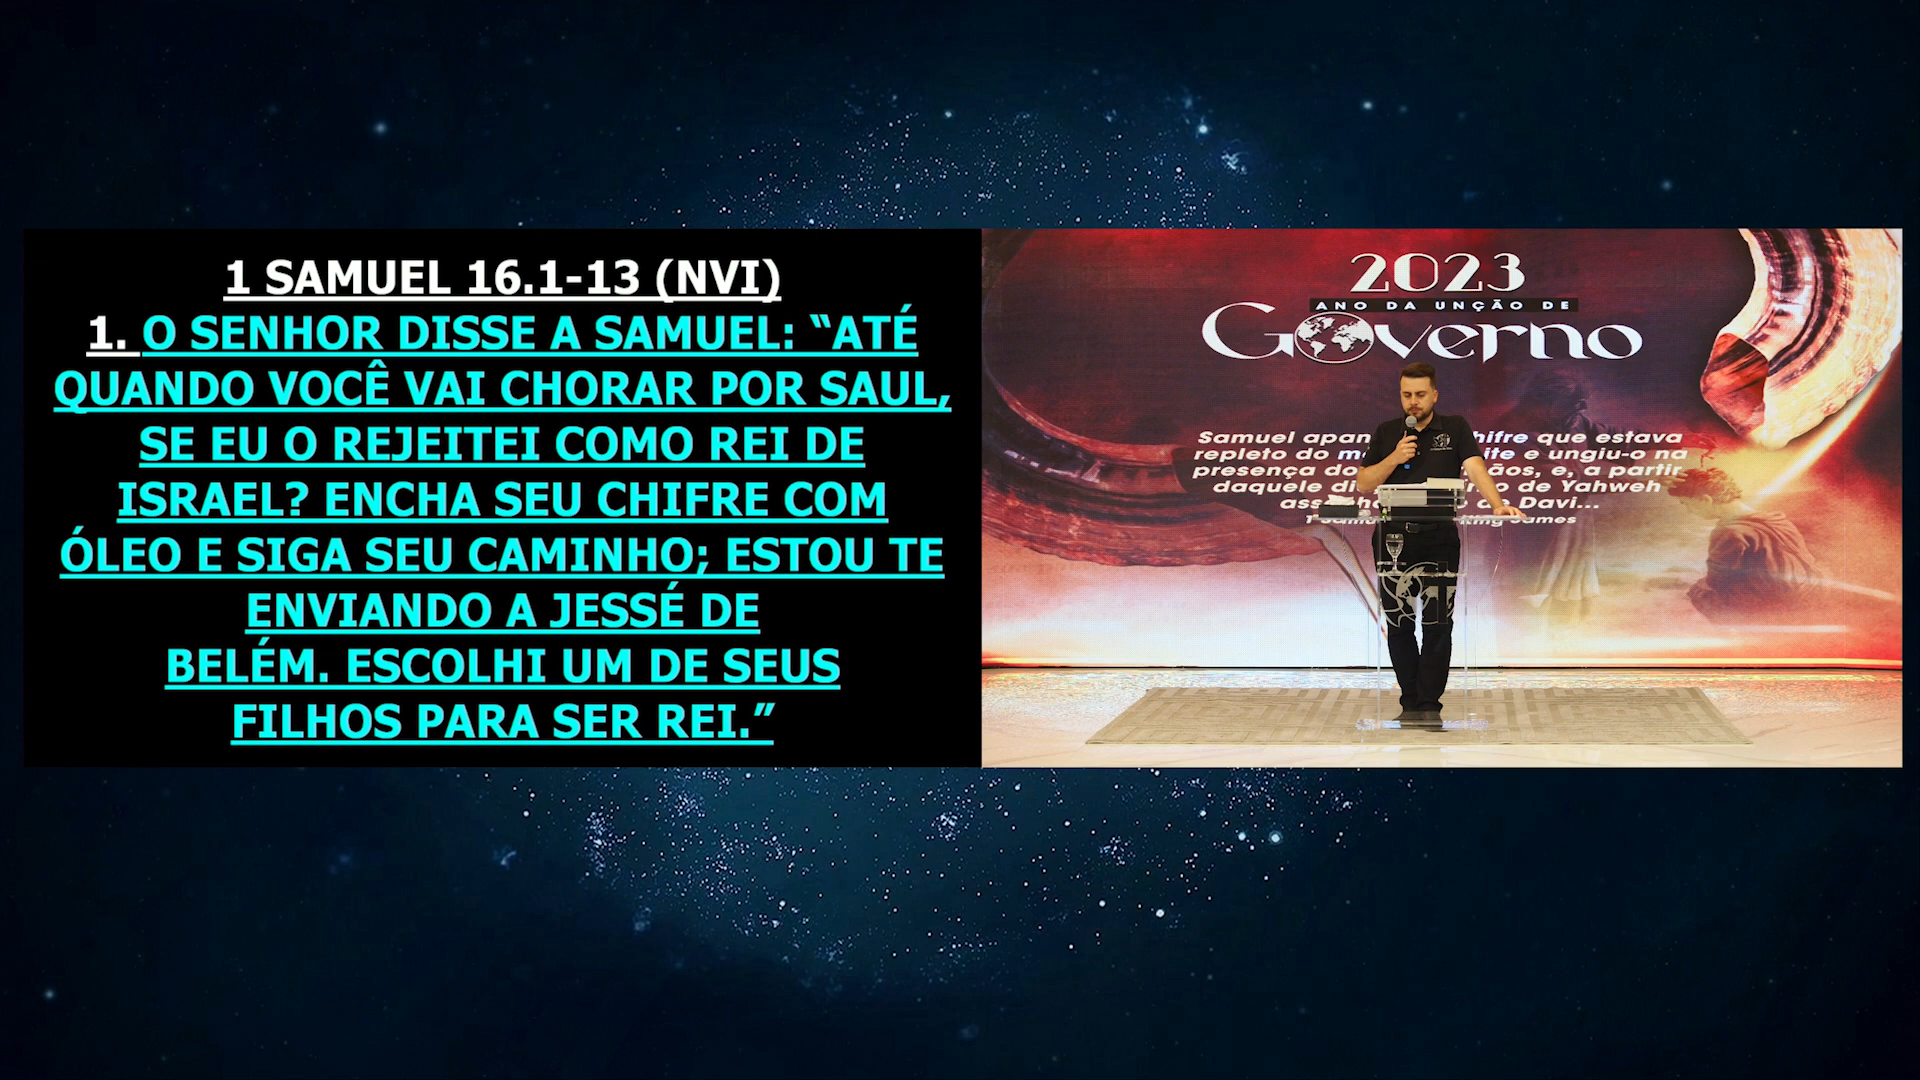 1 SAMUEL 16.1-13 (NVI)
1. O SENHOR DISSE A SAMUEL: “ATÉ
QUANDO VOCÊ VAI CHORAR POR SAUL,
SE EU O REJEITEI COMO REI DE
ISRAEL? ENCHA SEU CHIFRE COM
ÓLEO E SIGA SEU CAMINHO; ESTOU TE
ENVIANDO A JESSÉ DE
BELÉM. ESCOLHI UM DE SEUS
FILHOS PARA SER REI.”
2023
ANO DA UNÇÃO DE
Governo
Samuel apan hifre que estava
repleto do e ungiu-o na
presença do e, a partir
daquele de Yahweh
Davi...
King James